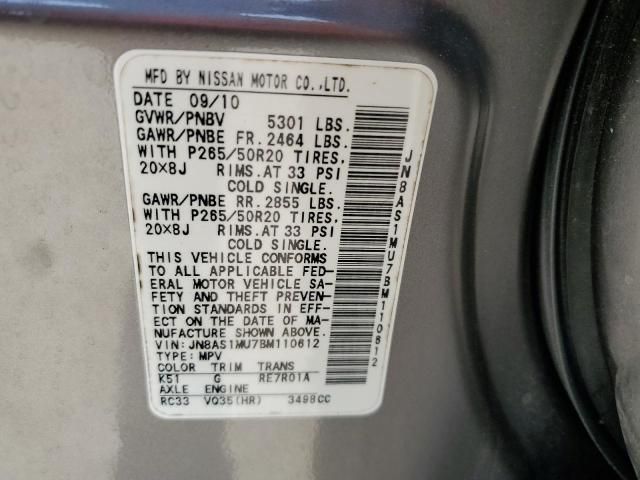 MFD BY NISSAN MOTOR CO.,LTD.
DATE 09/10
GVWR/PNBV 5301 LBS.
GAWR/PNBE FR. 2464 LBS.
WITH P265/50R20 TIRES,
20×8J RIMS.AT 33 PSI
COLD SINGLE.
GAWR/PNBE RR. 2855 LBS.
WITH P265/50R20 TIRES,
20×8J RIMS.AT 33 PSI
COLD SINGLE.
THIS VEHICLE CONFORMS
TO ALL APPLICABLE FED-
ERAL MOTOR VEHICLE SA-
FETY AND THEFT PREVEN-
TION STANDARDS IN EFF-
ECT ON THE DATE OF MA-
NUFACTURE SHOWN ABOVE.
VIN: JN8AS1MU7BM110612
TYPE: MPV
COLOR TRIM TRANS
K51 G RE7R01A
AXLE ENGINE
RC33 VQ35(HR) 3498CC
JN8AS1MU7BM110612